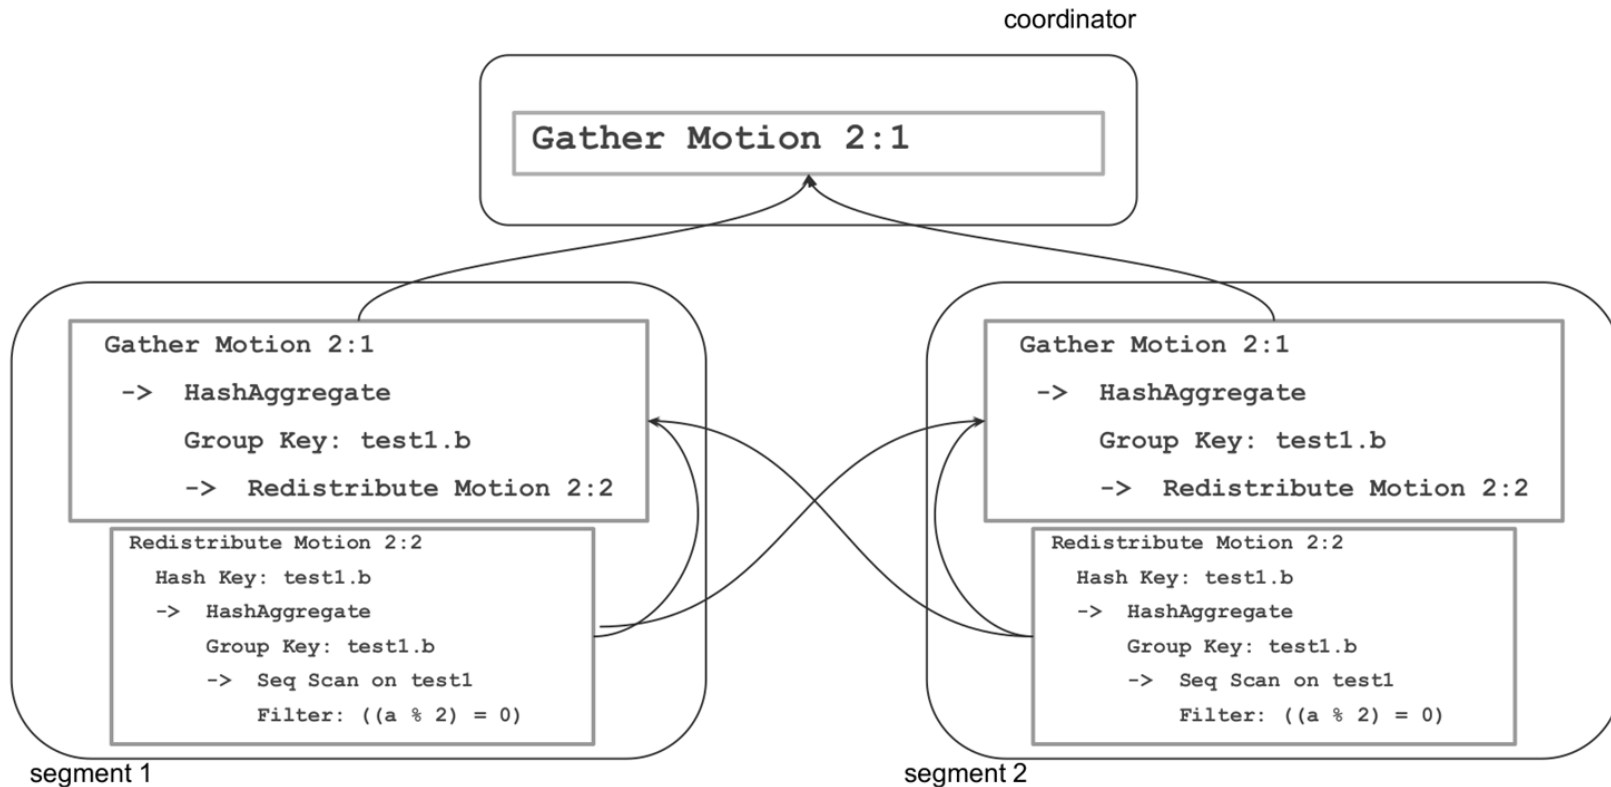 coordinator
Gather Motion 2:1
Gather Motion 2:1
-> HashAggregate
Group Key: test1.b
-> Redistribute Motion 2:2
Redistribute Motion 2:2
Hash Key: test1.b
-> HashAggregate
Group Key: test1.b
-> Seq Scan on test1
Filter: ((a % 2) = 0)
segment 1
Gather Motion 2:1
-> HashAggregate
Group Key: test1.b
-> Redistribute Motion 2:2
Redistribute Motion 2:2
Hash Key: test1.b
-> HashAggregate
Group Key: test1.b
-> Seq Scan on test1
Filter: ((a % 2) = 0)
segment 2